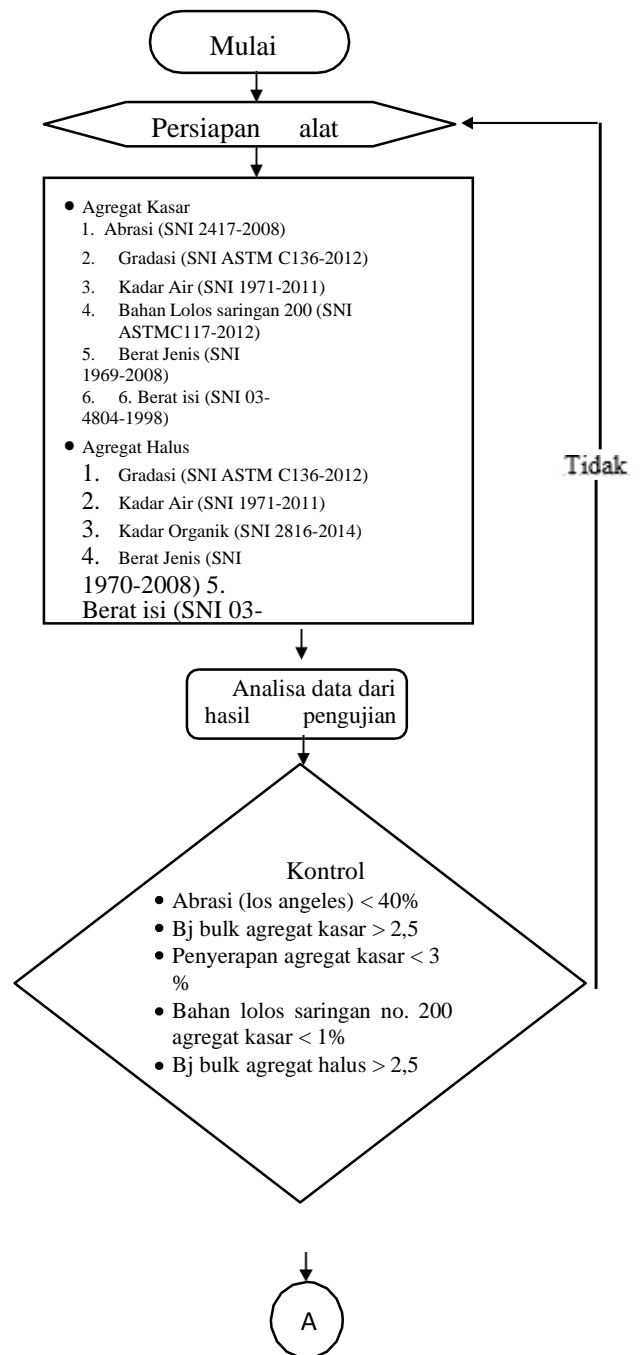 Mulai
Persiapan alat
• Agregat Kasar
1. Abrasi (SNI 2417-2008)
2. Gradasi (SNI ASTM C136-2012)
3. Kadar Air (SNI 1971-2011)
4. Bahan Lolos saringan 200 (SNI
ASTMC117-2012)
5. Berat Jenis (SNI
1969-2008)
6. 6. Berat isi (SNI 03-
4804-1998)
• Agregat Halus
1. Gradasi (SNI ASTM C136-2012)
2. Kadar Air (SNI 1971-2011)
3. Kadar Organik (SNI 2816-2014)
4. Berat Jenis (SNI
1970-2008) 5.
Berat isi (SNI 03-
Tidak
Analisa data dari
hasil pengujian
Kontrol
• Abrasi (los angeles) < 40%
• Bj bulk agregat kasar > 2,5
• Penyerapan agregat kasar < 3
%
• Bahan lolos saringan no. 200
agregat kasar < 1%
• Bj bulk agregat halus > 2,5
A